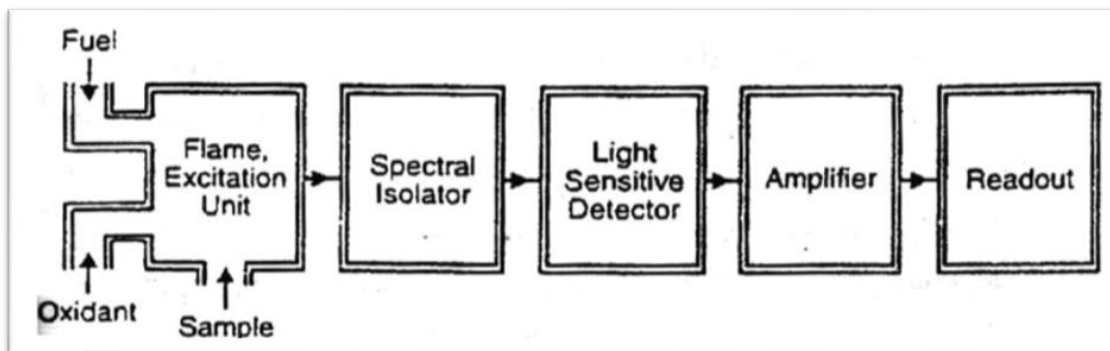 Fuel
Flame,
Excitation
Unit
Spectral
Isolator
Light
Sensitive
Detector
Amplifier
Readout
Oxidant
Sample